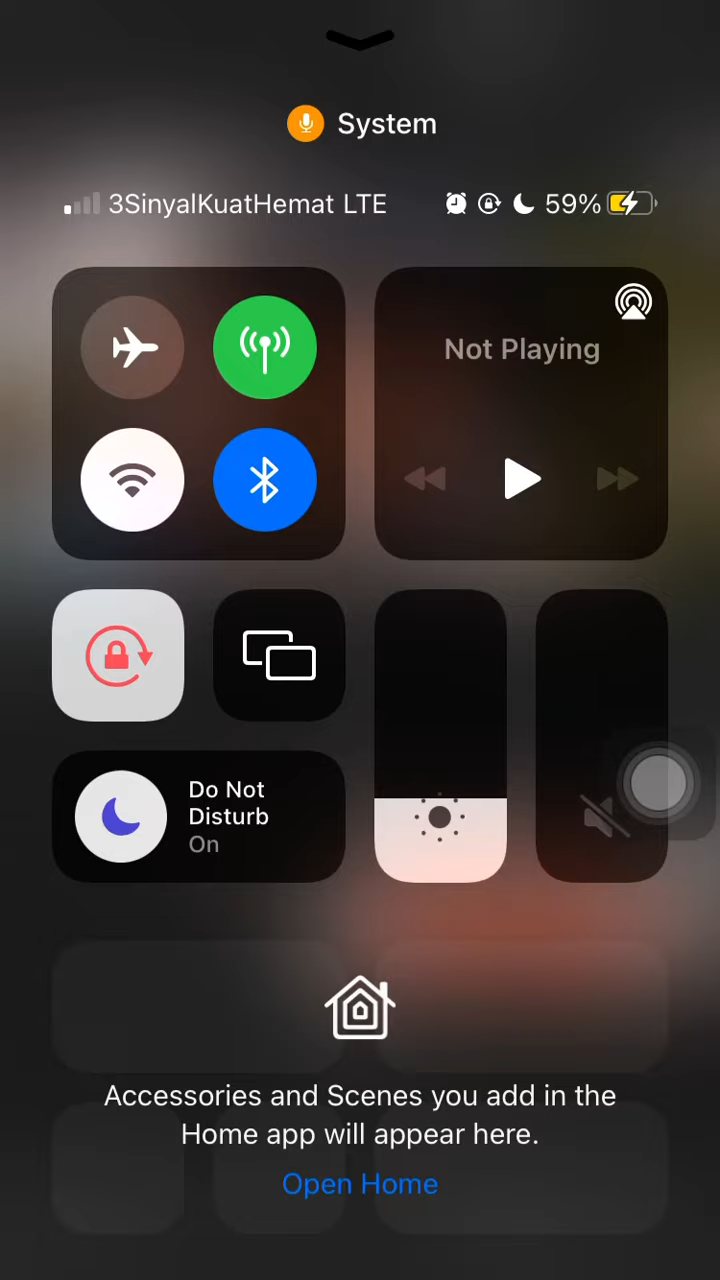 System
3SinyalKuatHemat LTE 59%
Not Playing
Do Not
Disturb
On
Accessories and Scenes you add in the
Home app will appear here.
Open Home